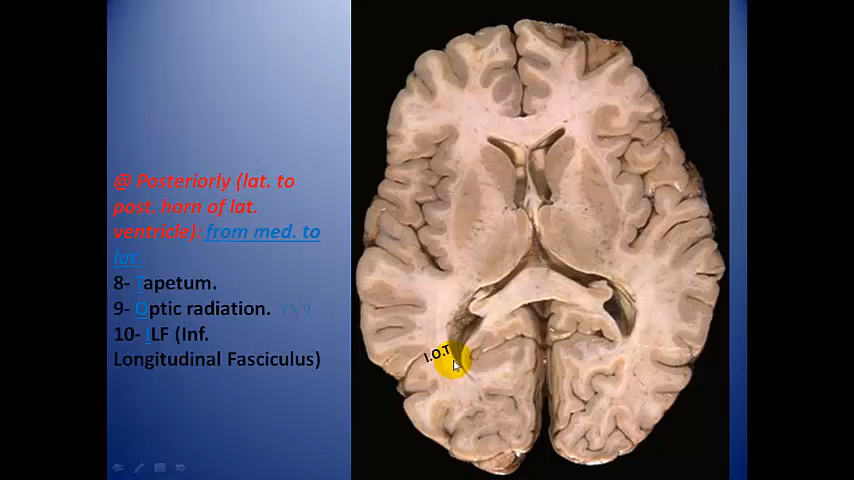 @ Posteriorly (lat. to
post. horn of lat.
ventricle): from med. to
lat.
8- Tapetum.
9- Optic radiation.
10- ILF (Inf.
Longitudinal Fasciculus)
I.O.T